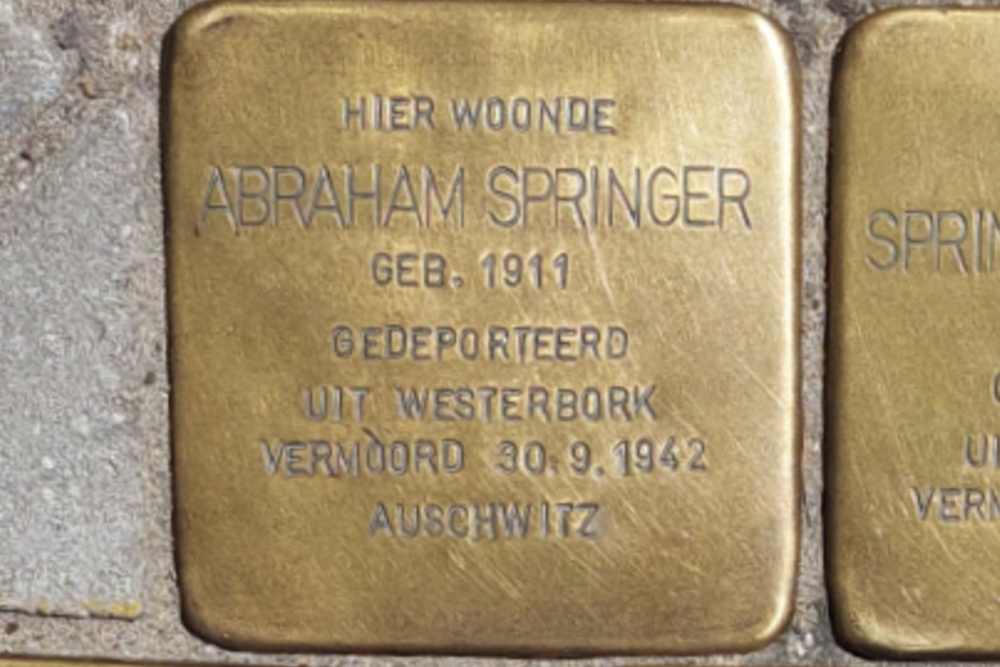 HIER WOONDE
ABRAHAM SPRINGER
GEB. 1911
GEDEPORTEERD
UIT WESTERBORK
VERMOORD 30.9.1942
AUSCHWITZ